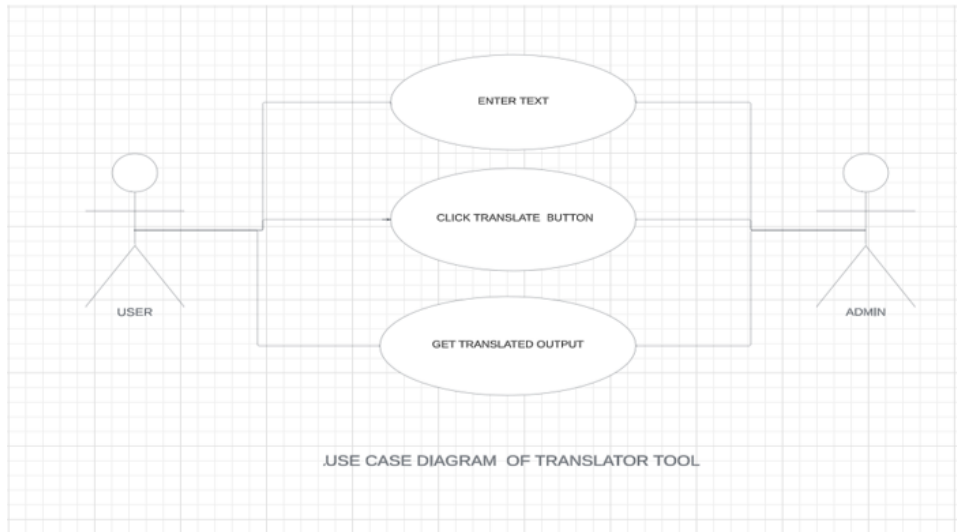 ENTER TEXT
CLICK TRANSLATE BUTTON
USER
ADMIN
GET TRANSLATED OUTPUT
.USE CASE DIAGRAM OF TRANSLATOR TOOL